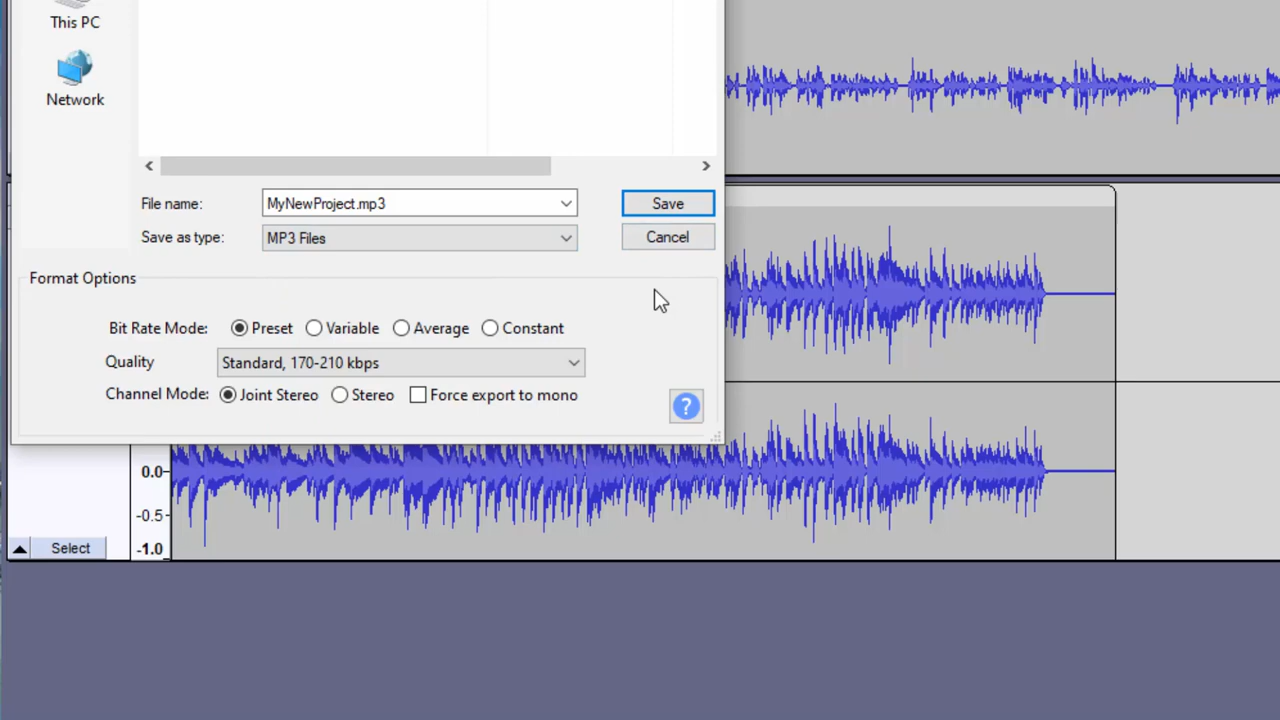 This PC
Network
File name: MyNewProject.mp3 Save
Save as type: MP3 Files Cancel
Format Options
Bit Rate Mode: Preset Variable Average Constant
Quality Standard, 170-210 kbps
Channel Mode: Joint Stereo Stereo Force export to mono
?
0.0
-0.5
Select -1.0